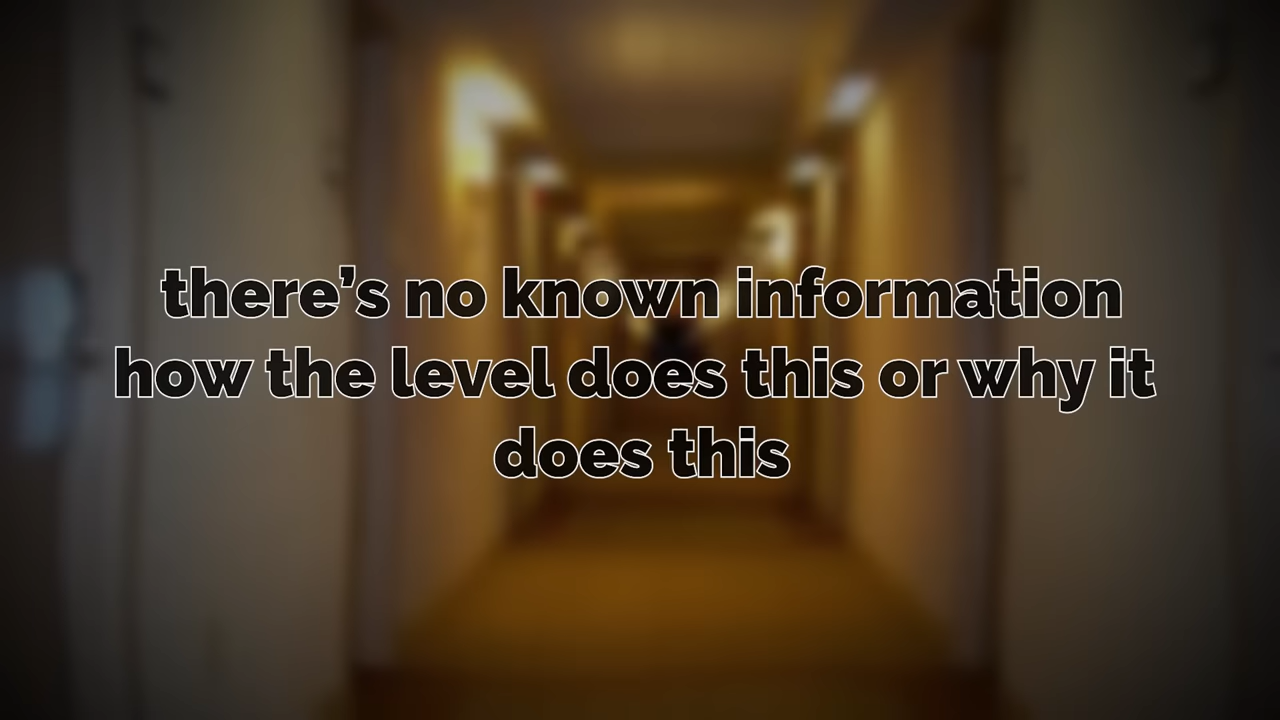 there’s no known information
how the level does this or why it
does this